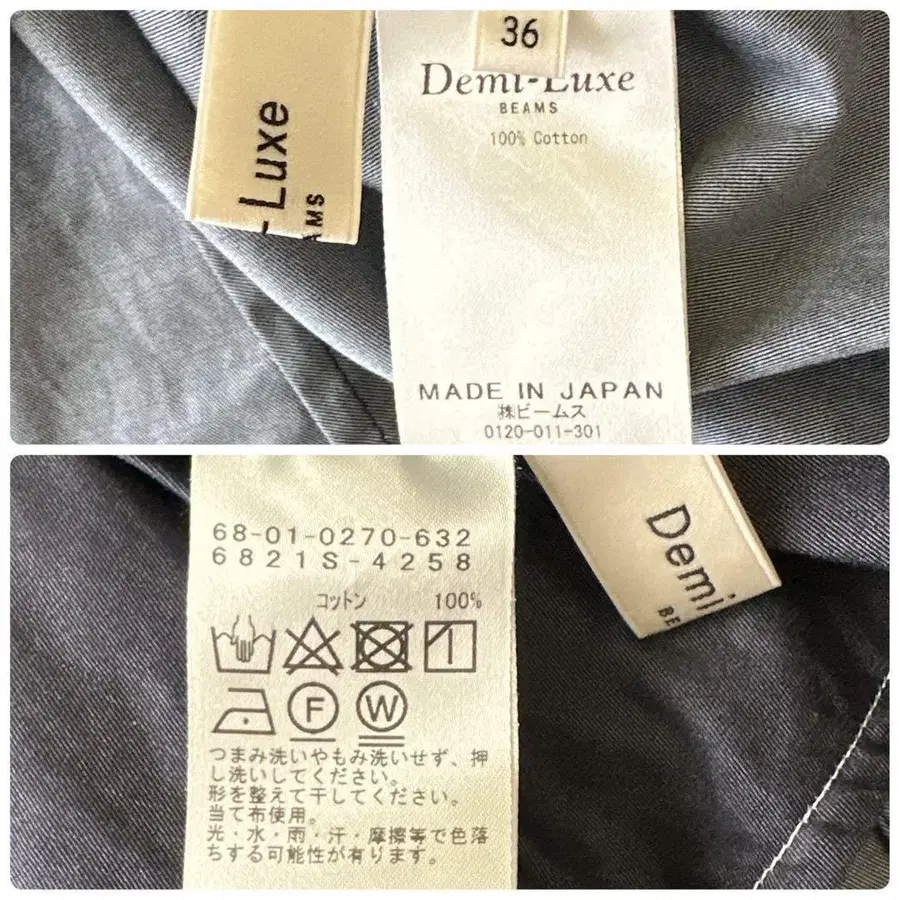 -Luxe
AMS
36
Demi-Luxe
BEAMS
100% Cotton
MADE IN JAPAN
㈱ビームス
0120-011-301
68-01-0270-632
6821S-4258
コットン 100%
F W
つまみ洗いやもみ洗いせず、押
し洗いしてください。
形を整えて干してください。
当て布使用。
光・水・雨・汗・摩擦等で色落
ちする可能性が有ります。
Demi
BE